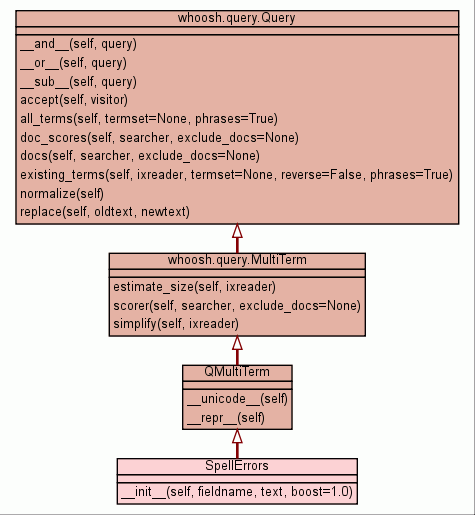 whoosh.query.Query
__and__(self, query)
__or__(self, query)
__sub__(self, query)
accept(self, visitor)
all_terms(self, termset=None, phrases=True)
doc_scores(self, searcher, exclude_docs=None)
docs(self, searcher, exclude_docs=None)
existing_terms(self, ixreader, termset=None, reverse=False, phrases=True)
normalize(self)
replace(self, oldtext, newtext)
whoosh.query.MultiTerm
estimate_size(self, ixreader)
scorer(self, searcher, exclude_docs=None)
simplify(self, ixreader)
QMultiTerm
__unicode__(self)
__repr__(self)
SpellErrors
__init__(self, fieldname, text, boost=1.0)